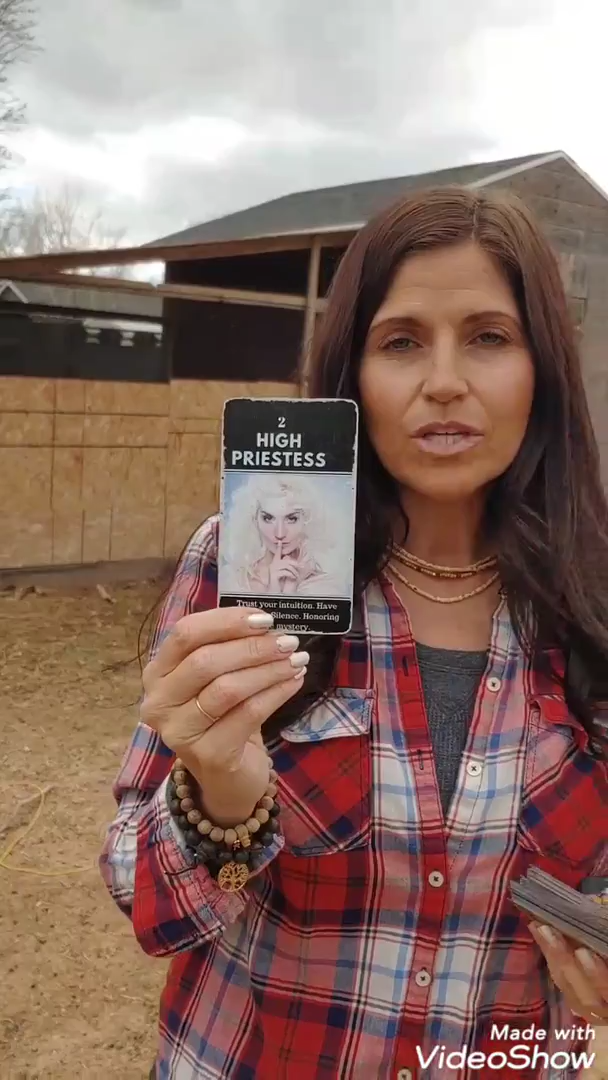 2
HIGH
PRIESTESS
Trust your intuition. Have
Silence. Honoring
mystery.
Made with
VideoShow